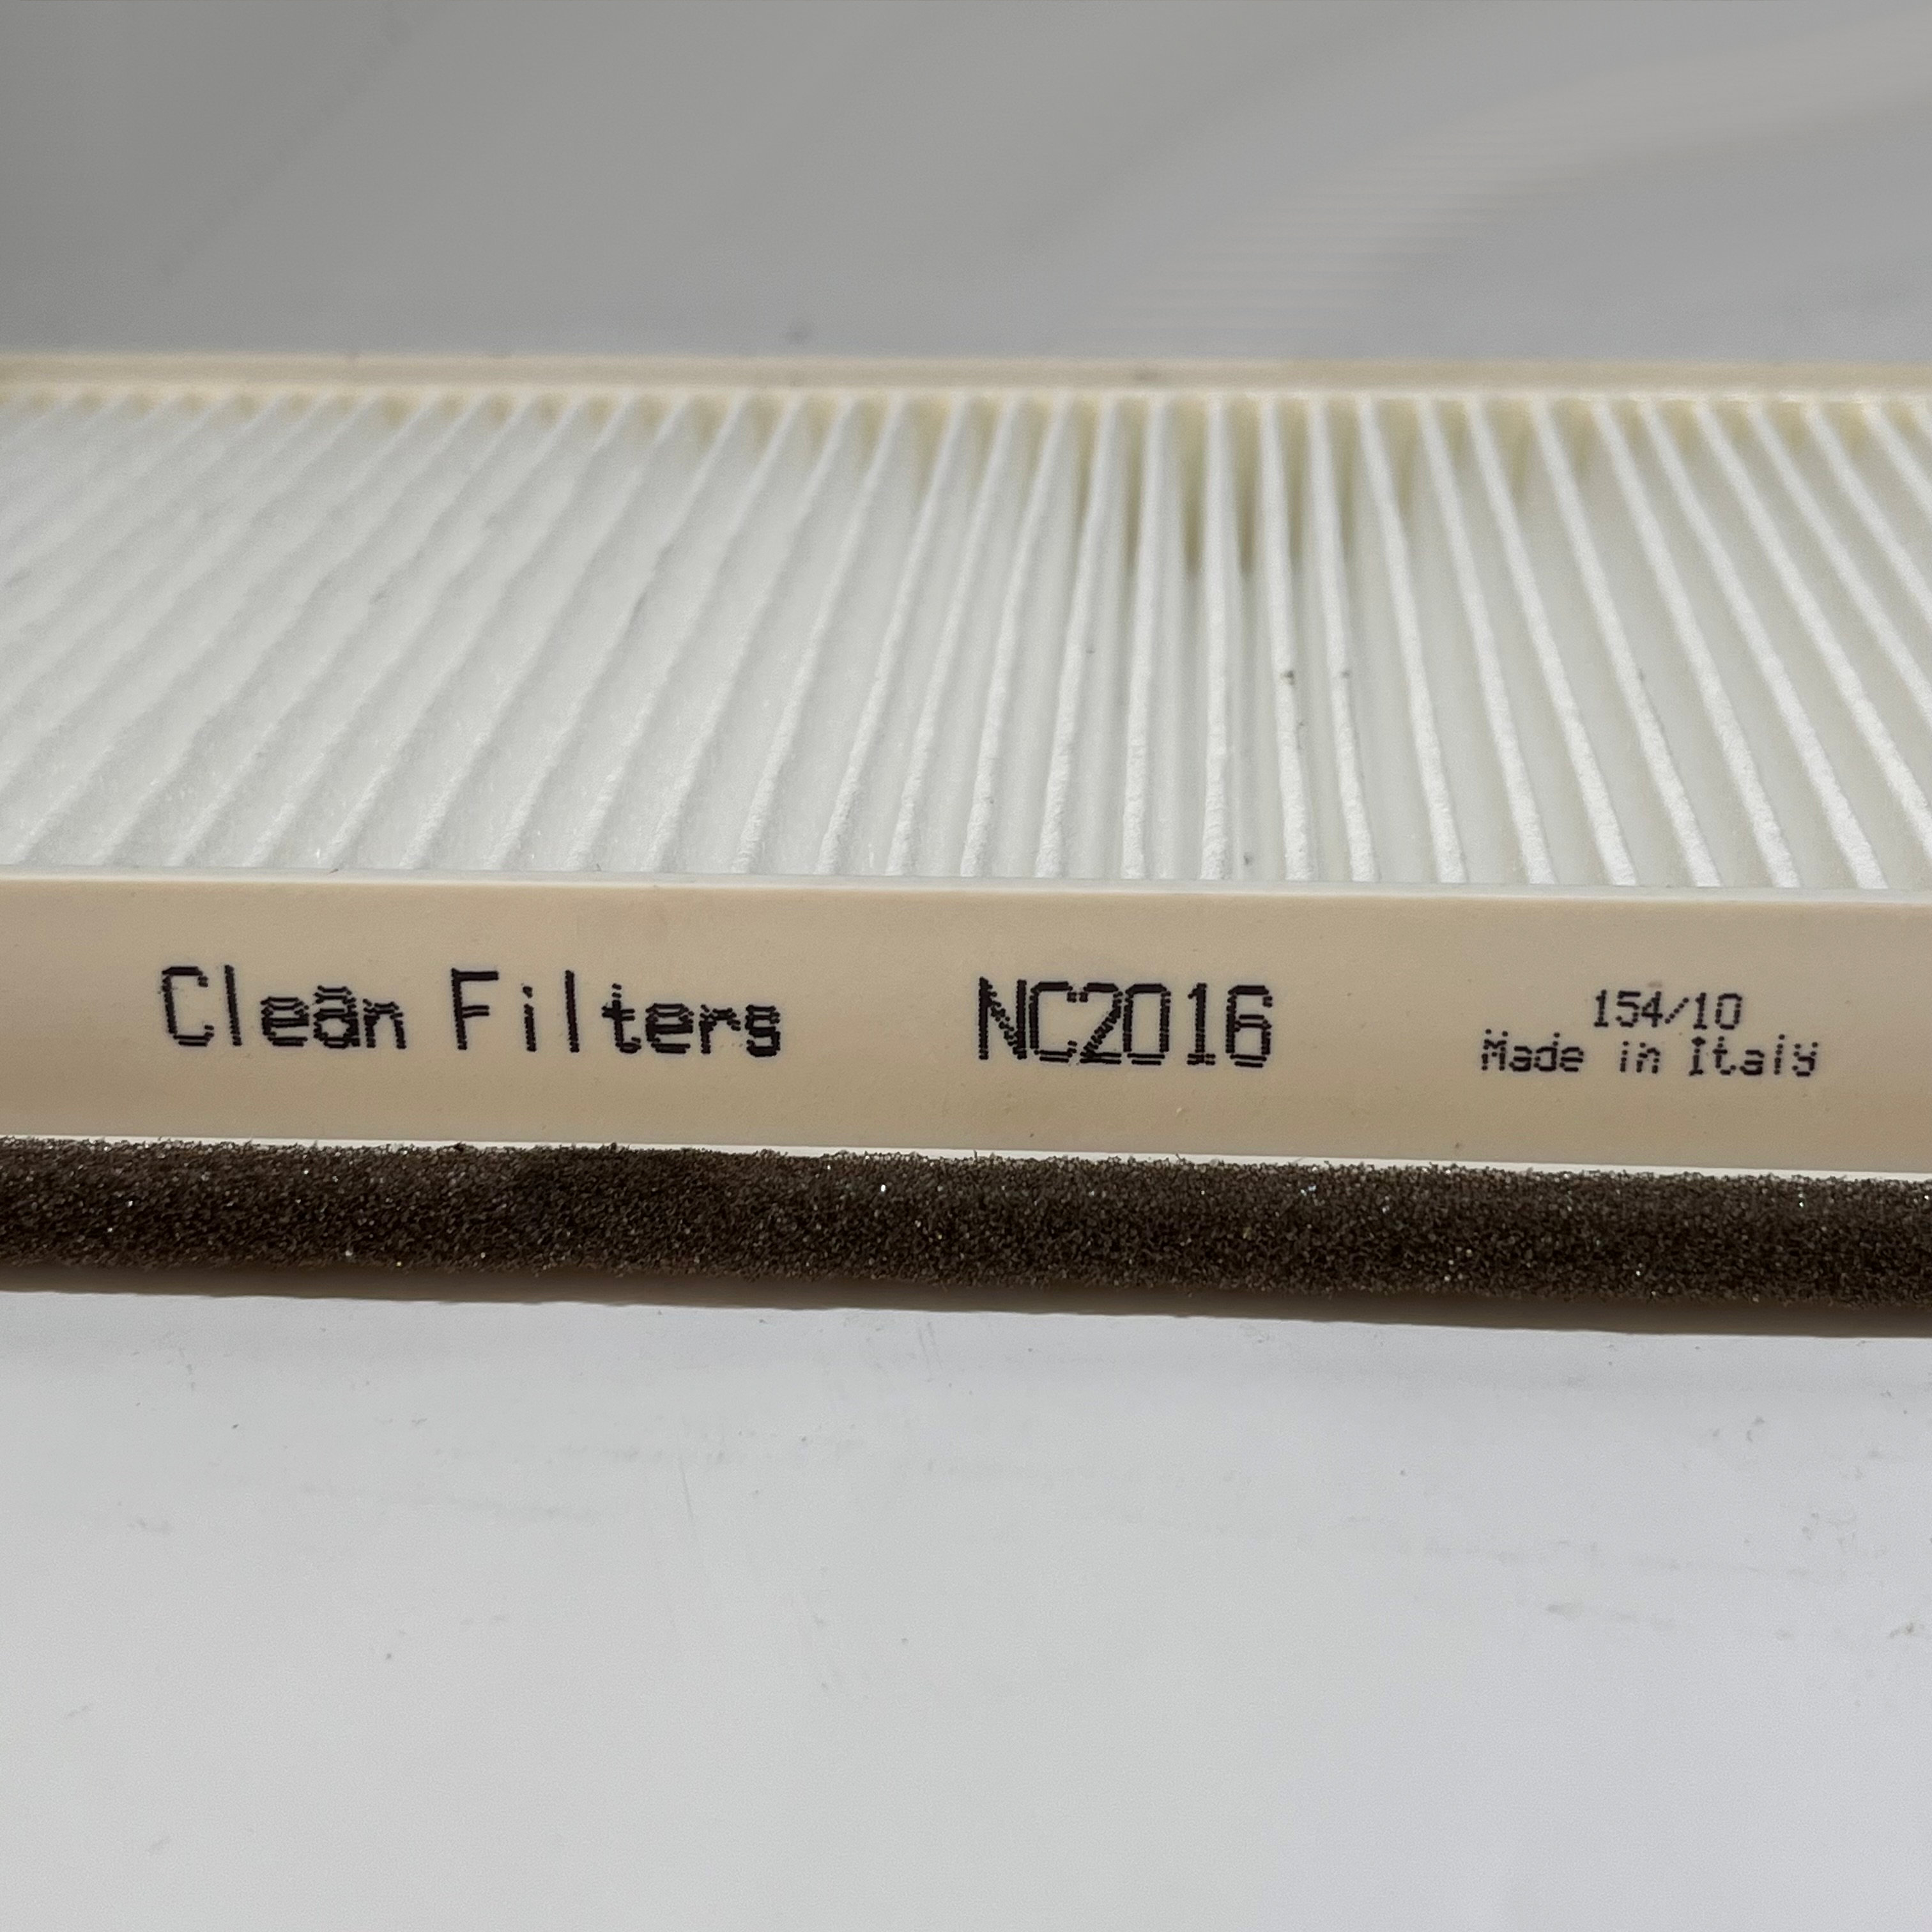 Clean Filters NC2016
154/10
Made in Italy